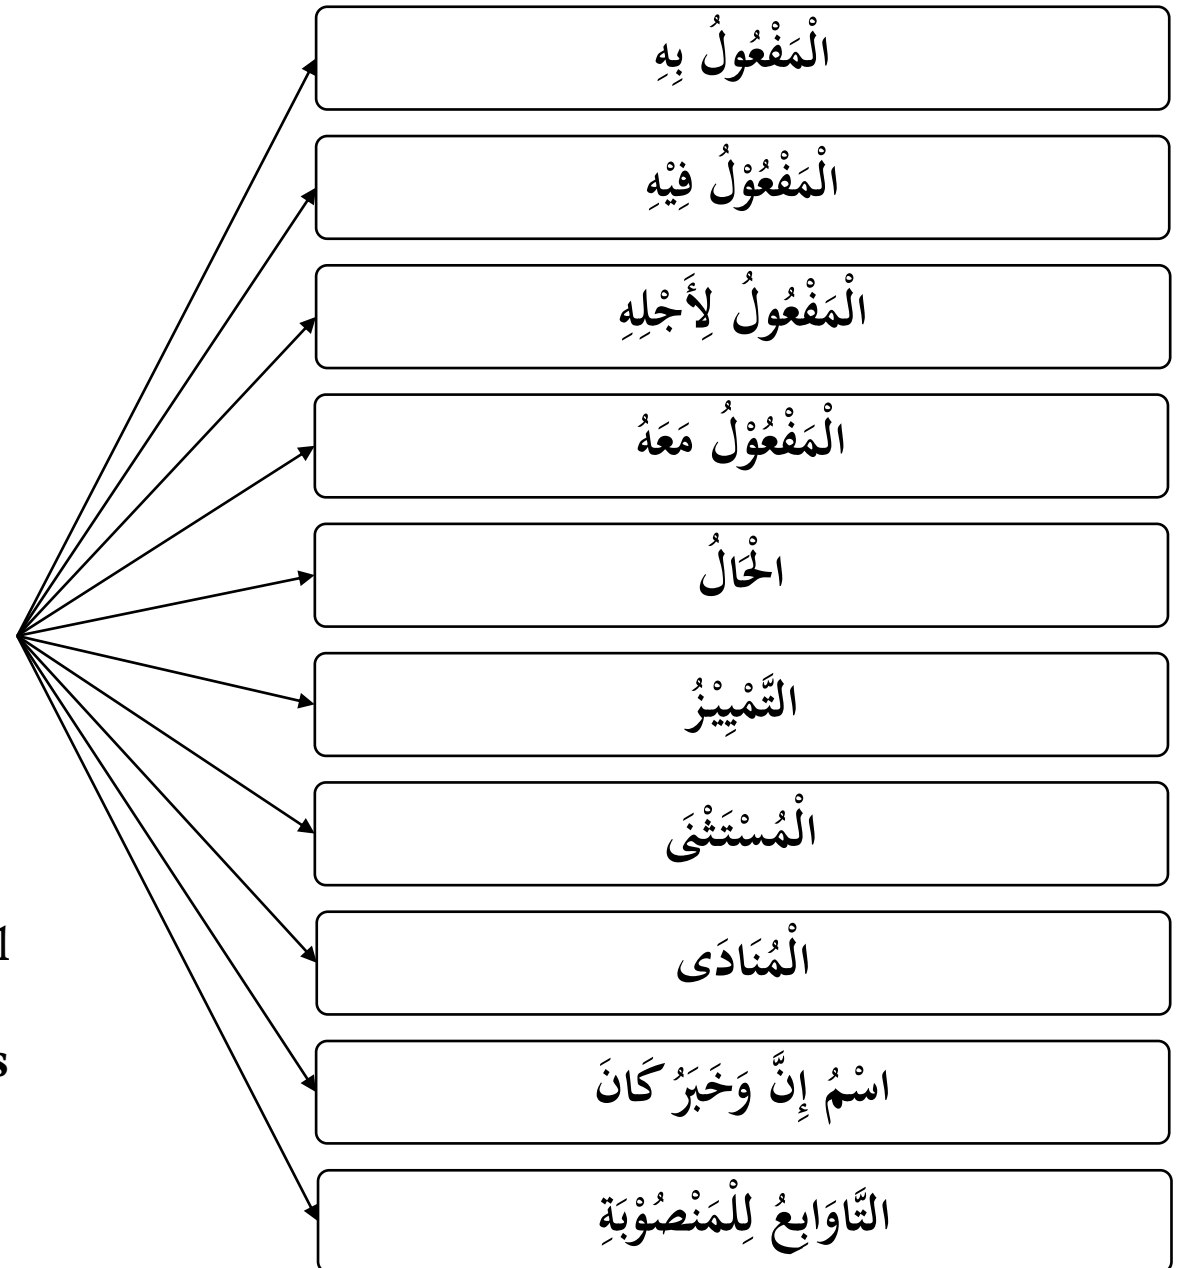 الْمَفْعُولُ بِهِ
الْمَفْعُوْلُ فِيْهِ
الْمَفْعُولُ لِأَجْلِهِ
الْمَفْعُوْلُ مَعَهُ
الْحَالُ
التَّمْيِيْزُ
الْمُسْتَثْنَى
الْمُنَادَى
اسْمُ إِنَّ وَخَبَرُ كَانَ
التَّاوَابِعُ لِلْمَنْصُوْبَةِ